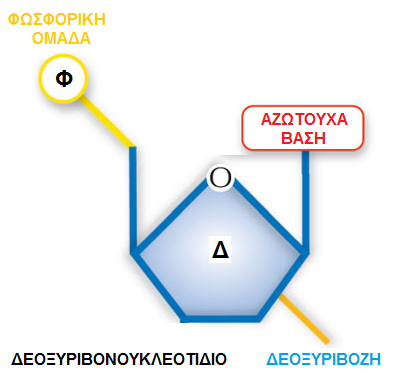 ΦΩΣΦΟΡΙΚΗ
ΟΜΑΔΑ
Φ
ΑΖΩΤΟΥΧΑ
ΒΑΣΗ
Ο
Δ
ΔΕΟΞΥΡΙΒΟΝΟΥΚΛΕΟΤΙΔΙΟ
ΔΕΟΞΥΡΙΒΟΖΗ